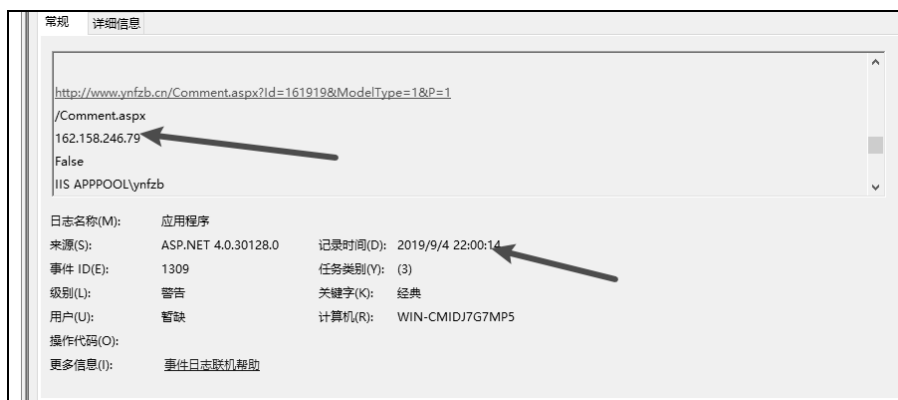 常规 详细信息
http://www.ynfzb.cn/Comment.aspx?Id=161919&ModelType=1&P=1
/Comment.aspx
162.158.246.79
False
IIS APPPOOL\ynfzb
日志名称(M): 应用程序
来源(S): ASP.NET 4.0.30128.0 记录时间(D): 2019/9/4 22:00:14
事件 ID(E): 1309 任务类别(Y): (3)
级别(L): 警告 关键字(K): 经典
用户(U): 暂缺 计算机(R): WIN-CMIDJ7G7MP5
操作代码(O):
更多信息(I): 事件日志联机帮助